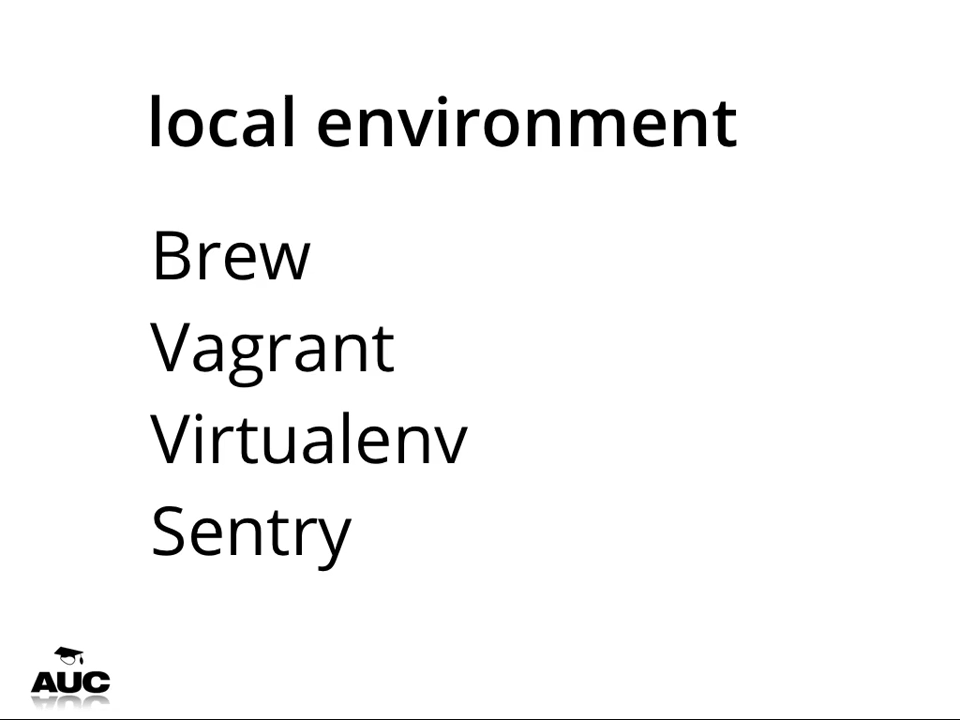 local environment
Brew
Vagrant
Virtualenv
Sentry
AUC